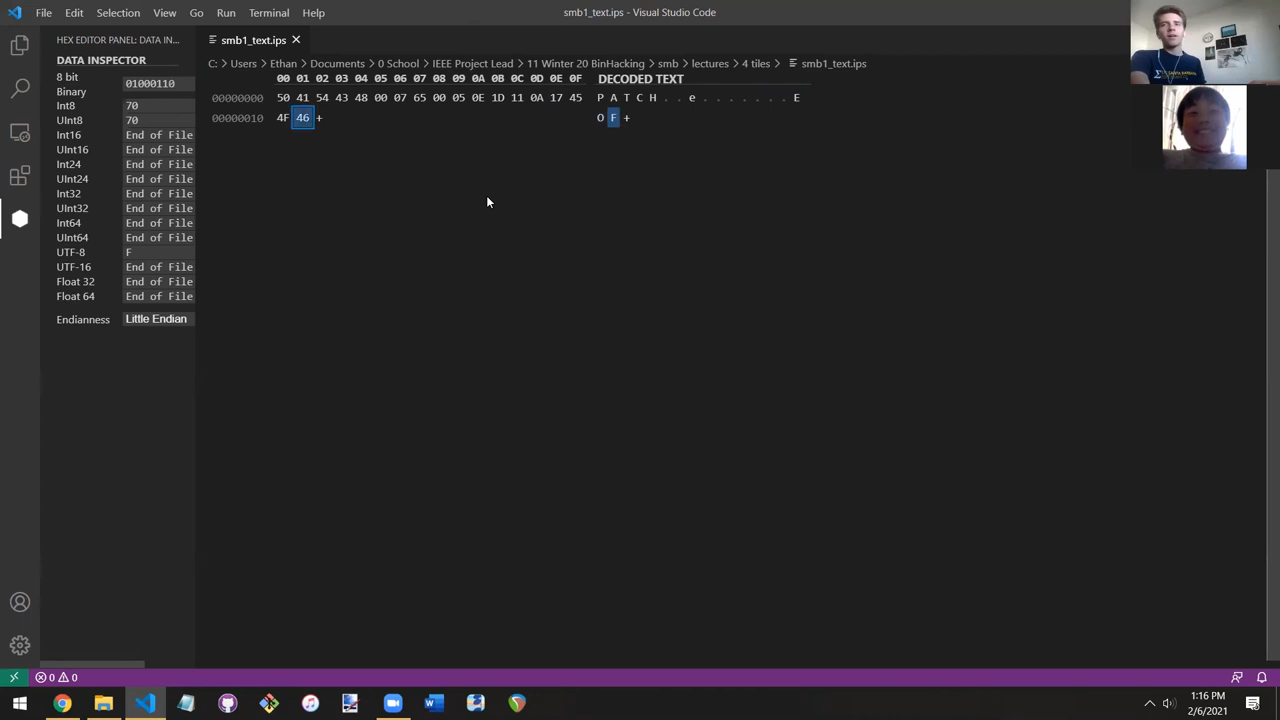 File Edit Selection View Go Run Terminal Help
smb1_text.ips - Visual Studio Code
HEX EDITOR PANEL: DATA IN...
smb1_text.ips
DATA INSPECTOR
C: > Users > Ethan > Documents > 0 School > IEEE Project Lead > 11 Winter 20 BinHacking > smb > lectures > 4 tiles > smb1_text.ips
8 bit Binary 01000110
Int8 70
UInt8 70
Int16 End of File
UInt16 End of File
Int24 End of File
UInt24 End of File
Int32 End of File
UInt32 End of File
Int64 End of File
UInt64 End of File
UTF-8 F
UTF-16 End of File
Float 32 End of File
Float 64 End of File
Endianness Little Endian
00 01 02 03 04 05 06 07 08 09 0A 0B 0C 0D 0E 0F DECODED TEXT
00000000 50 41 54 43 48 00 07 65 00 05 0E 1D 11 0A 17 45 P A T C H . . e . . . . . . . E
00000010 4F 46 + O F +
0 0
1:16 PM
2/6/2021